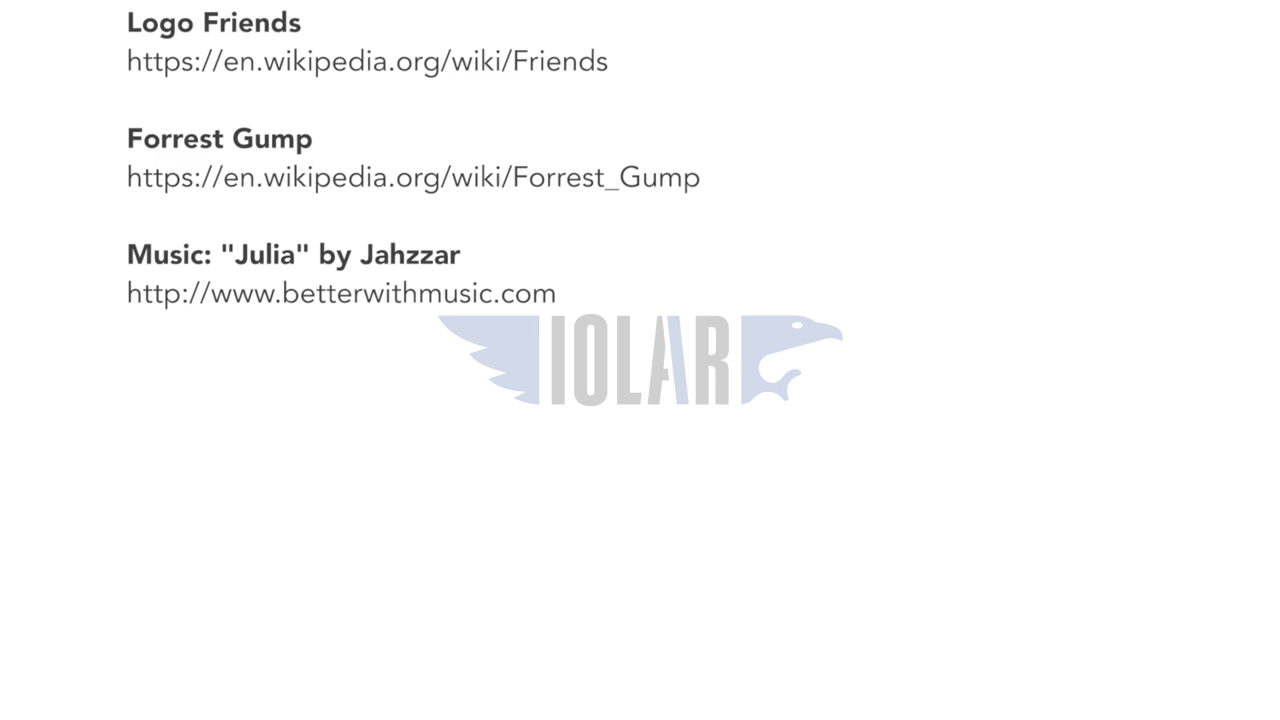 Logo Friends
https://en.wikipedia.org/wiki/Friends
Forrest Gump
https://en.wikipedia.org/wiki/Forrest_Gump
Music: "Julia" by Jahzzar
http://www.betterwithmusic.com
IOLAR